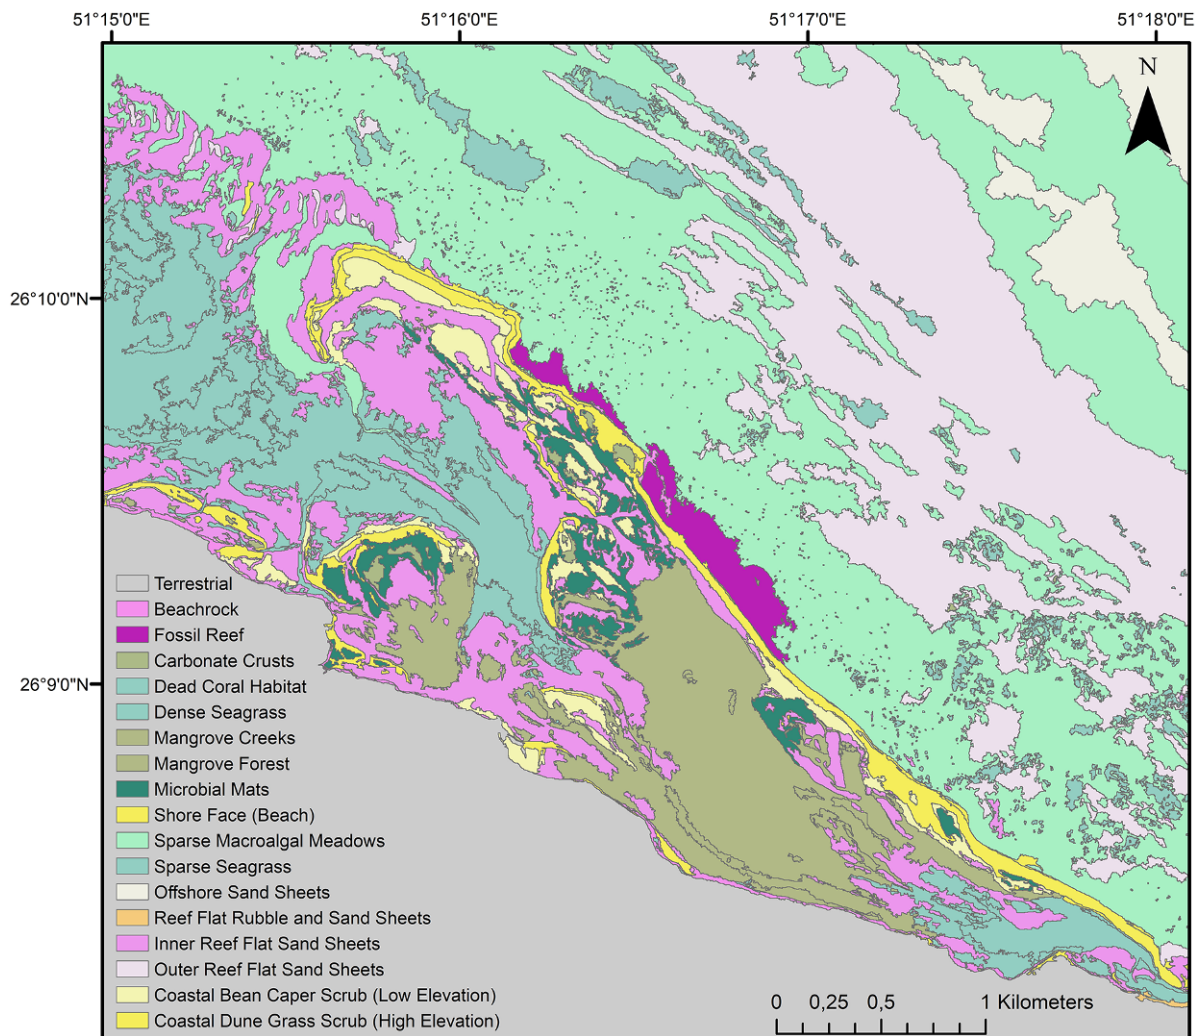 51°15'0"E 51°16'0"E 51°17'0"E 51°18'0"E
N
26°10'0"N
26°9'0"N
Terrestrial
Beachrock
Fossil Reef
Carbonate Crusts
Dead Coral Habitat
Dense Seagrass
Mangrove Creeks
Mangrove Forest
Microbial Mats
Shore Face (Beach)
Sparse Macroalgal Meadows
Sparse Seagrass
Offshore Sand Sheets
Reef Flat Rubble and Sand Sheets
Inner Reef Flat Sand Sheets
Outer Reef Flat Sand Sheets
Coastal Bean Caper Scrub (Low Elevation)
Coastal Dune Grass Scrub (High Elevation)
0 0,25 0,5 1 Kilometers